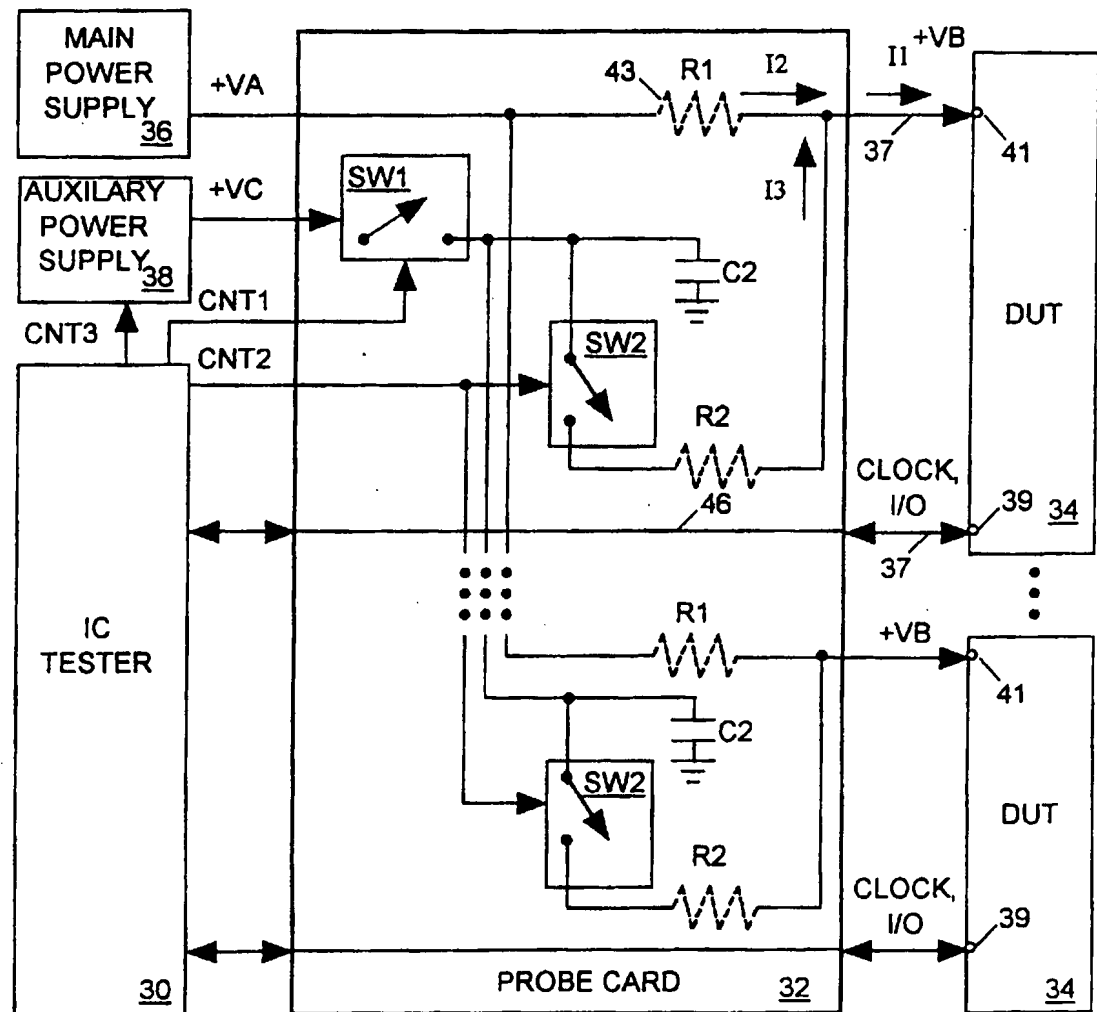 MAIN
POWER
SUPPLY
36
+VA
AUXILARY
POWER
SUPPLY
38
+VC
CNT3
CNT1
CNT2
SW1
43
R1
I2
I1
+VB
37
41
I3
C2
SW2
R2
46
CLOCK,
I/O
37
39
DUT
34
IC
TESTER
30
R1
+VB
41
C2
SW2
R2
CLOCK,
I/O
39
DUT
34
PROBE CARD
32